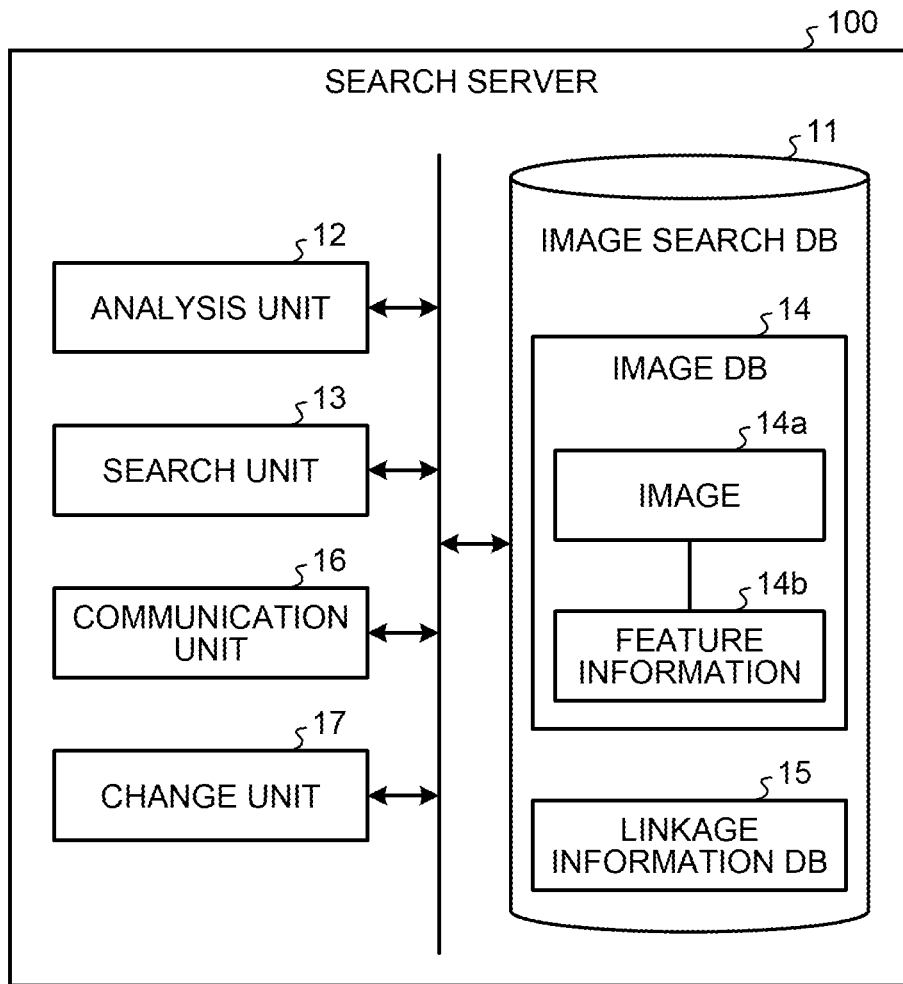 100
SEARCH SERVER
11
IMAGE SEARCH DB
12
ANALYSIS UNIT
13
SEARCH UNIT
16
COMMUNICATION
UNIT
17
CHANGE UNIT
14
IMAGE DB
14a
IMAGE
14b
FEATURE
INFORMATION
15
LINKAGE
INFORMATION DB